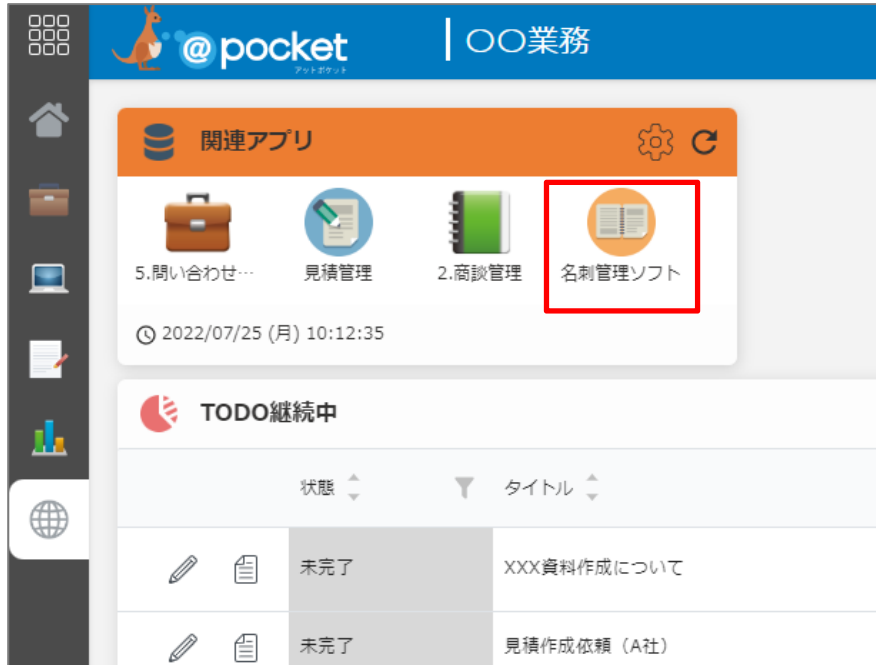 @pocket
アットポケット
〇〇業務
関連アプリ
5.問い合わせ…
見積管理
2.商談管理
名刺管理ソフト
2022/07/25 (月) 10:12:35
TODO継続中
状態 タイトル
未完了 XXX資料作成について
未完了 見積作成依頼（A社）